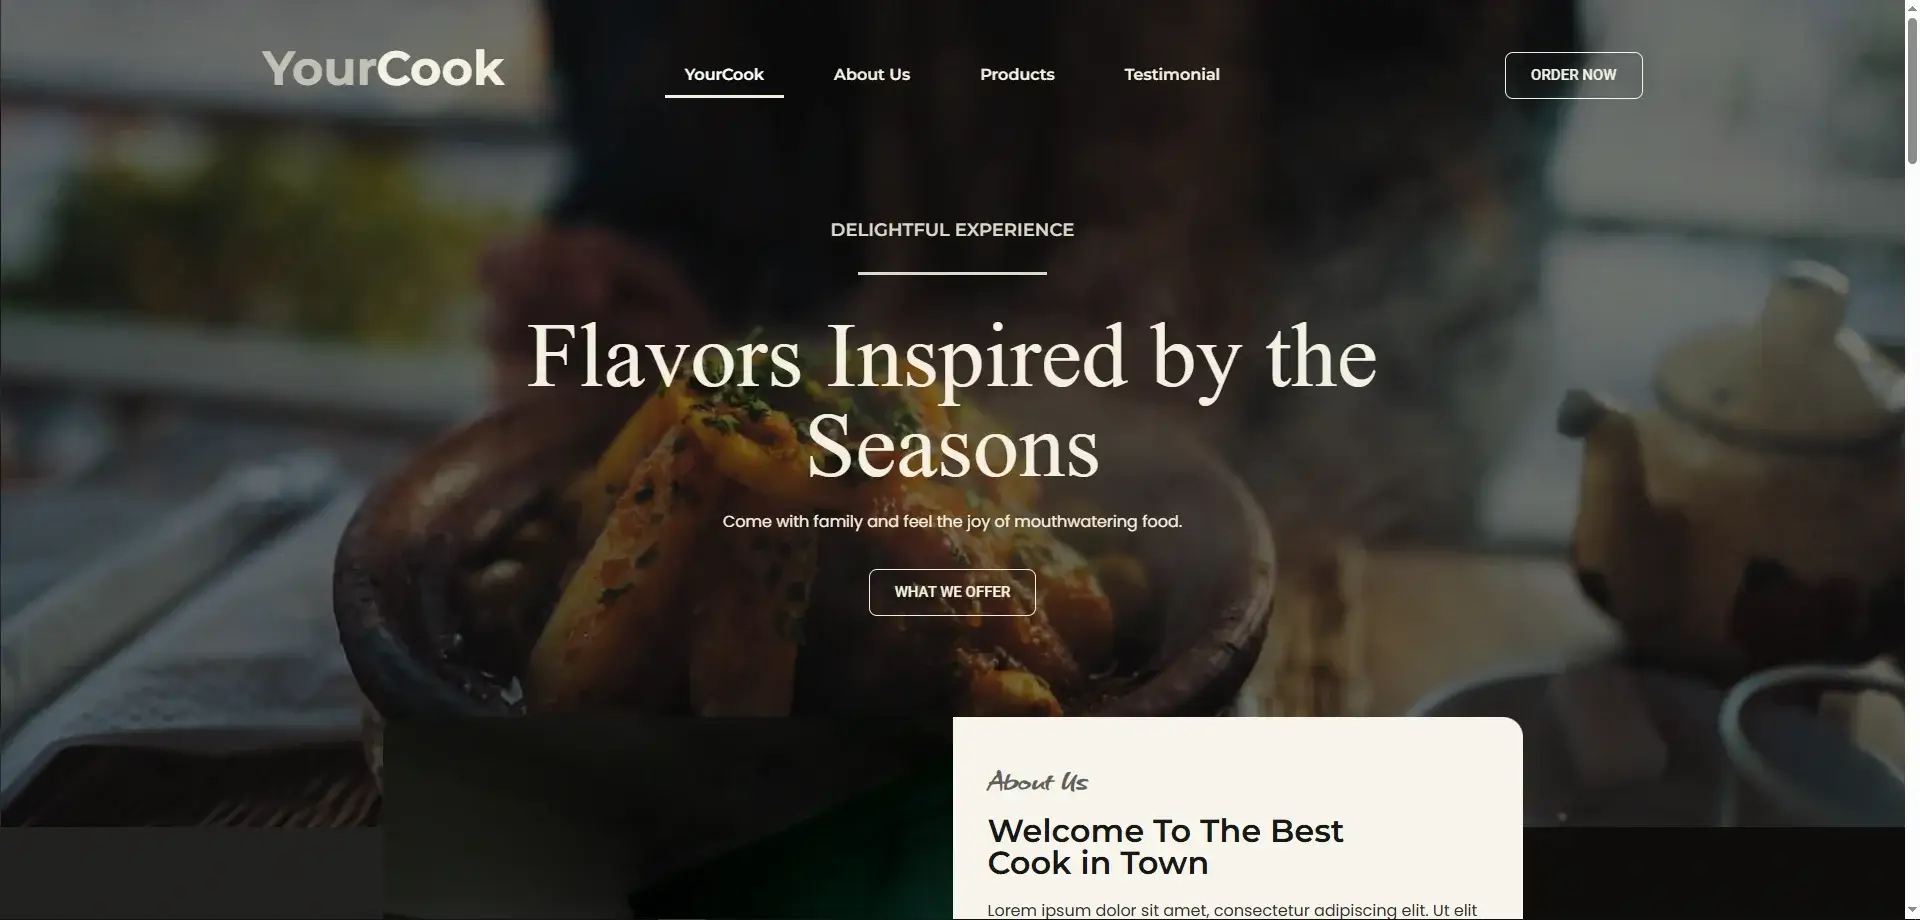 YourCook
YourCook
About Us
Products
Testimonial
ORDER NOW
DELIGHTFUL EXPERIENCE
Flavors Inspired by the
Seasons
Come with family and feel the joy of mouthwatering food.
WHAT WE OFFER
About Us
Welcome To The Best
Cook in Town
Lorem ipsum dolor sit amet, consectetur adipiscing elit. Ut elit